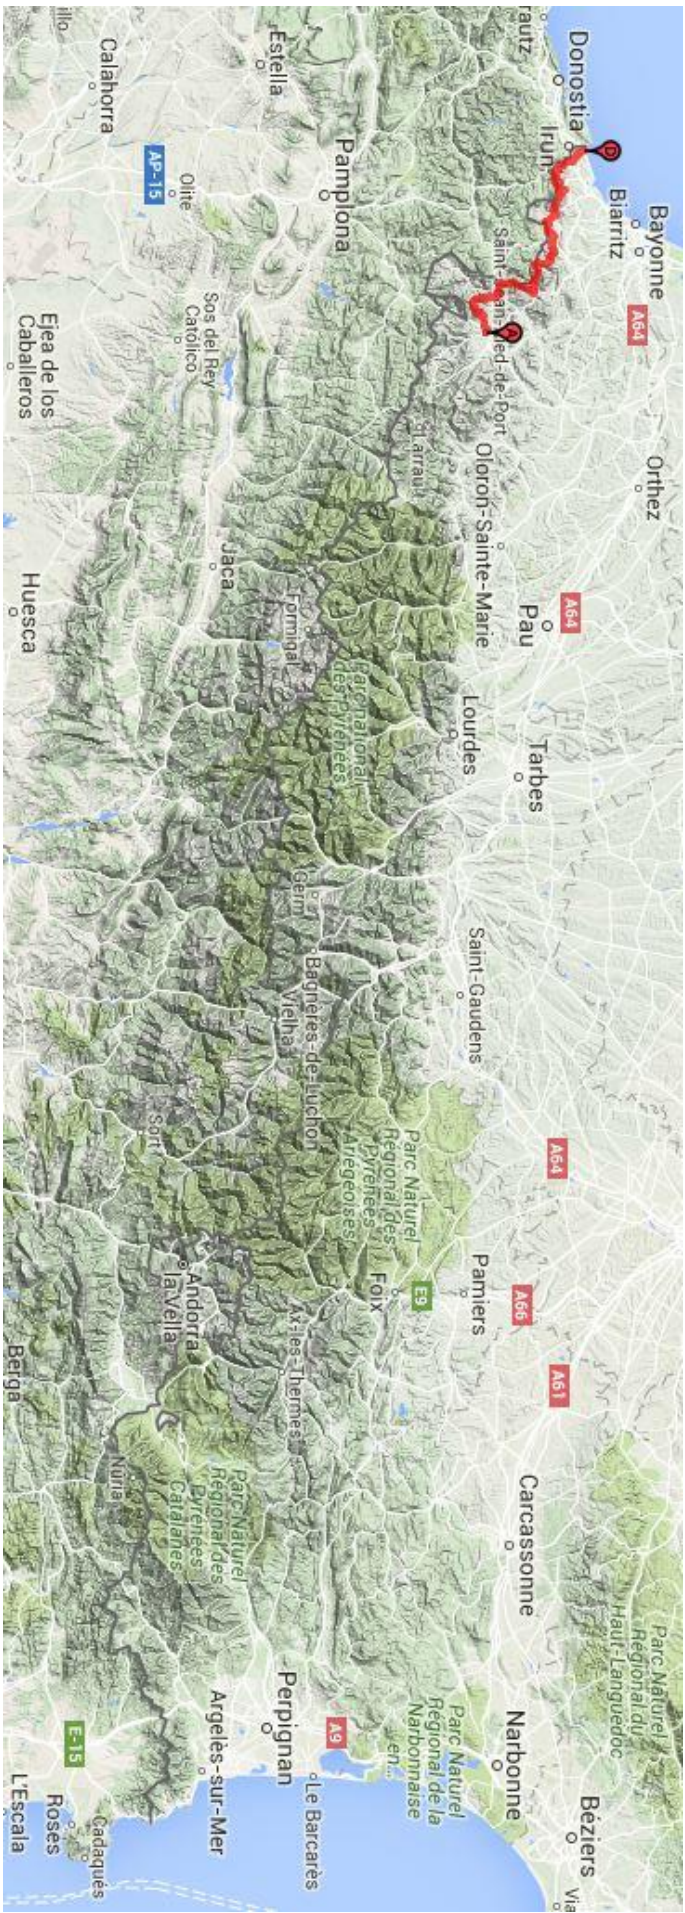 Parc Naturel
Régional du
Haut-Languedoc
Bayonne
A64
Orthez
Biarritz
D
Donostia
Irun
rautz
A64
Pau
Tarbes
A64
A66
A61
Béziers
Via
Saint-Jean-Pied-de-Port
A
Oloron-Sainte-Marie
Lourdes
Saint-Gaudens
Pamiers
Carcassonne
Narbonne
Larrau
Parc Naturel
Régional des
Pyrénées
Ariégeoises
Foix
E9
Parc Naturel
Régional de la
Narbonnaise
en...
Pamplona
Parc national
des Pyrénées
A9
Le Barcarès
Estella
Formigal
Germ
Bagnères-de-Luchon
Vielha
Ax-les-Thermes
Perpignan
Parc Naturel
Régional des
Pyrénées
Catalanes
Argelès-sur-Mer
Olite
AP-15
Sos del Rey
Católico
Jaca
Sort
Andorra
la Vella
Núria
Calahorra
Cadaqués
Roses
E-15
illo
Ejea de los
Caballeros
Huesca
Berga
L'Escala